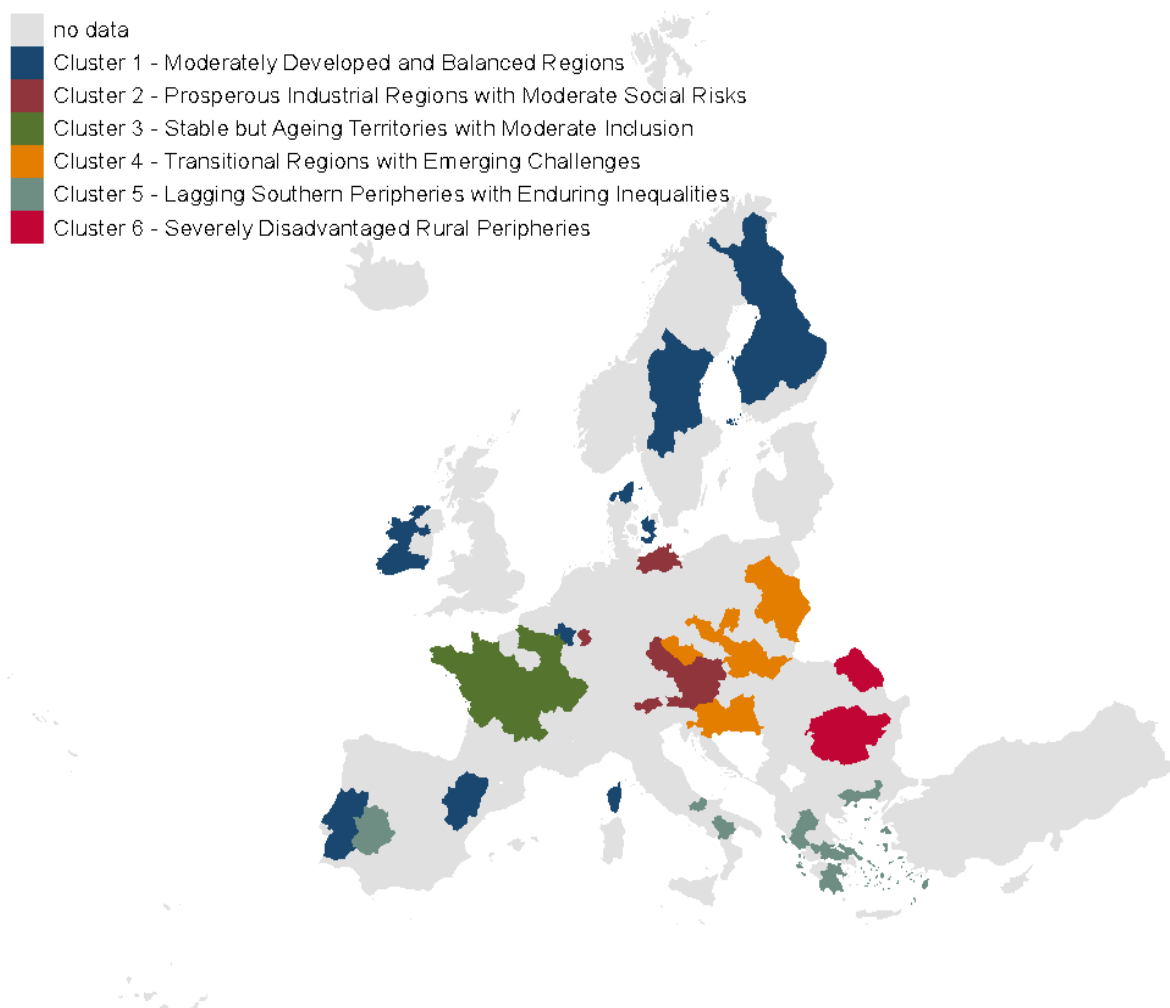 no data
Cluster 1 - Moderately Developed and Balanced Regions
Cluster 2 - Prosperous Industrial Regions with Moderate Social Risks
Cluster 3 - Stable but Ageing Territories with Moderate Inclusion
Cluster 4 - Transitional Regions with Emerging Challenges
Cluster 5 - Lagging Southern Peripheries with Enduring Inequalities
Cluster 6 - Severely Disadvantaged Rural Peripheries